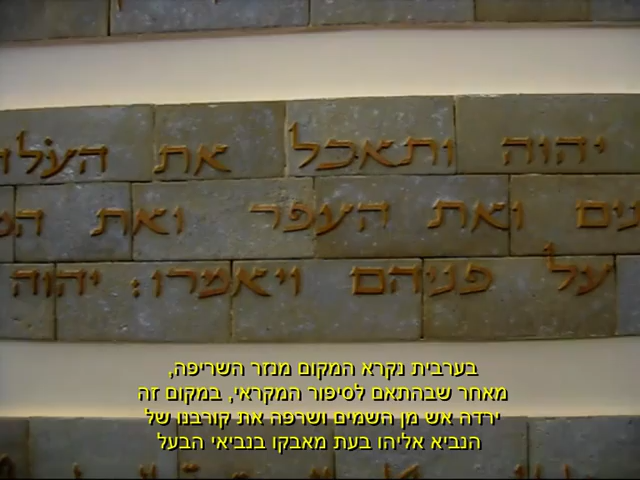 יהוה ותאכל את העלה
ואת העפר ואת
על פניהם ויאמרו: יהוה
בערבית נקרא המקום מנזר השריפה,
מאחר שבהתאם לסיפור המקראי, במקום זה
ירדה אש מן השמים ושרפה את קורבנו של
הנביא אליהו בעת מאבקו בנביאי הבעל